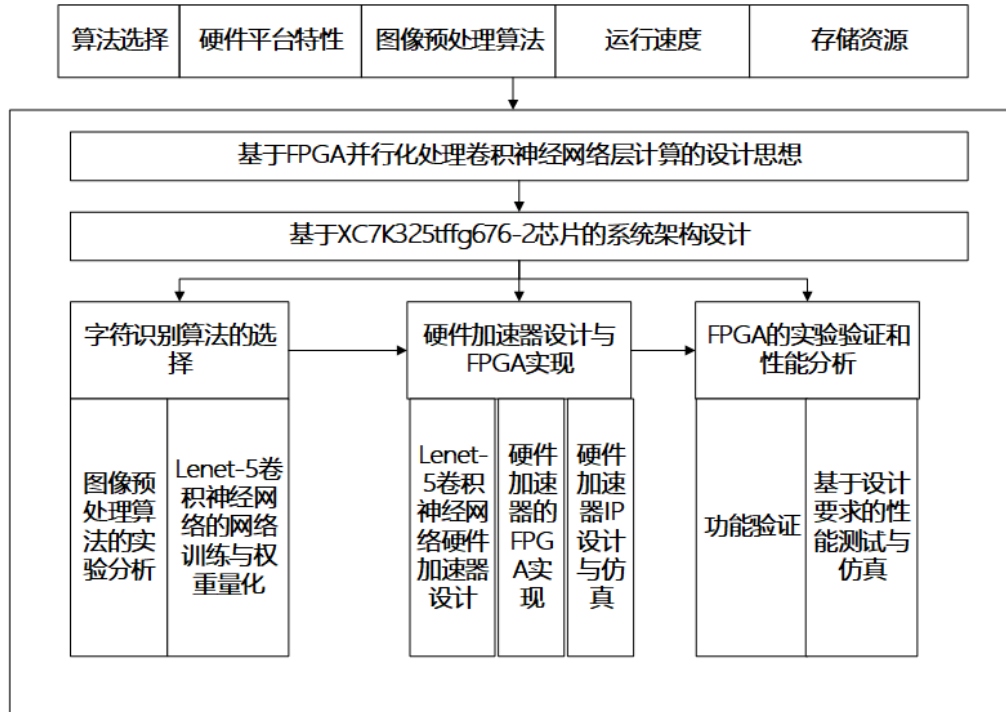 算法选择 硬件平台特性 图像预处理算法 运行速度 存储资源
基于FPGA并行化处理卷积神经网络层计算的设计思想
基于XC7K325tffg676-2芯片的系统架构设计
字符识别算法的选
择
硬件加速器设计与
FPGA实现
FPGA的实验验证和
性能分析
图像预
处理算
法的实
验分析
Lenet-5卷
积神经网
络的网络
训练与权
重量化
Lenet-
5卷积
神经网
络硬件
加速器
设计
硬件
加速
器的
FPG
A实
现
硬件
加速
器IP
设计
与仿
真
功能验证
基于设计
要求的性
能测试与
仿真